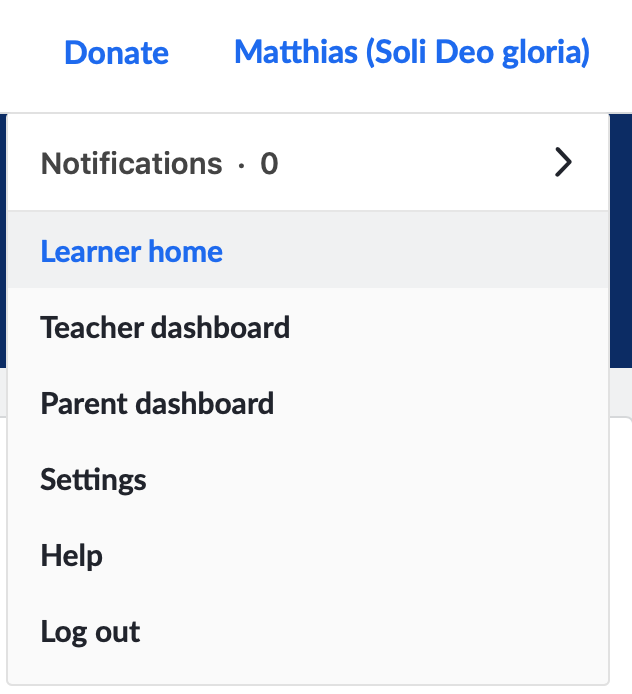 Donate Matthias (Soli Deo gloria)
Notifications · 0
Learner home
Teacher dashboard
Parent dashboard
Settings
Help
Log out